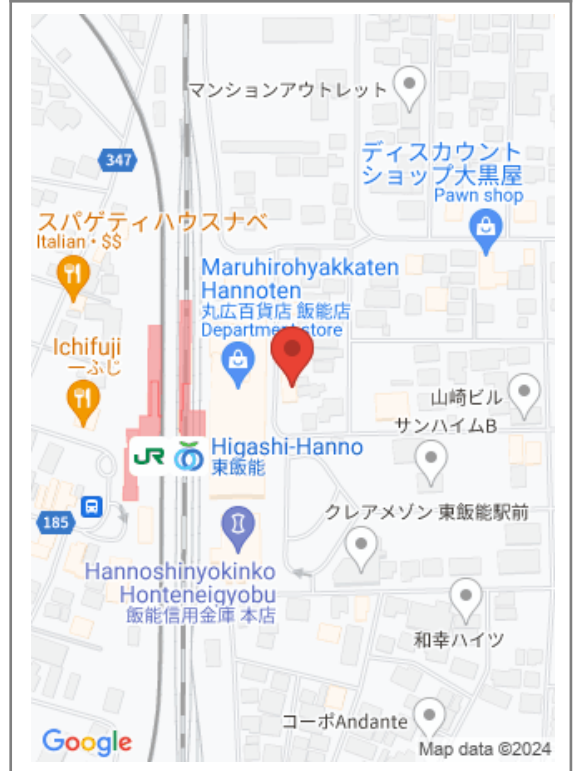 マンションアウトレット
347
ディスカウント
ショップ大黒屋
Pawn shop
スパゲティハウスナベ
Italian • $$
Maruhirohyakkaten
Hannoten
丸広百貨店 飯能店
Department store
Ichifuji
一ふじ
山崎ビル
サンハイムB
JR
Higashi-Hanno
東飯能
185
クレアメゾン 東飯能駅前
Hannoshinyokinko
Honteneigyobu
飯能信用金庫 本店
和幸ハイツ
コーポAndante
Google
Map data ©2024